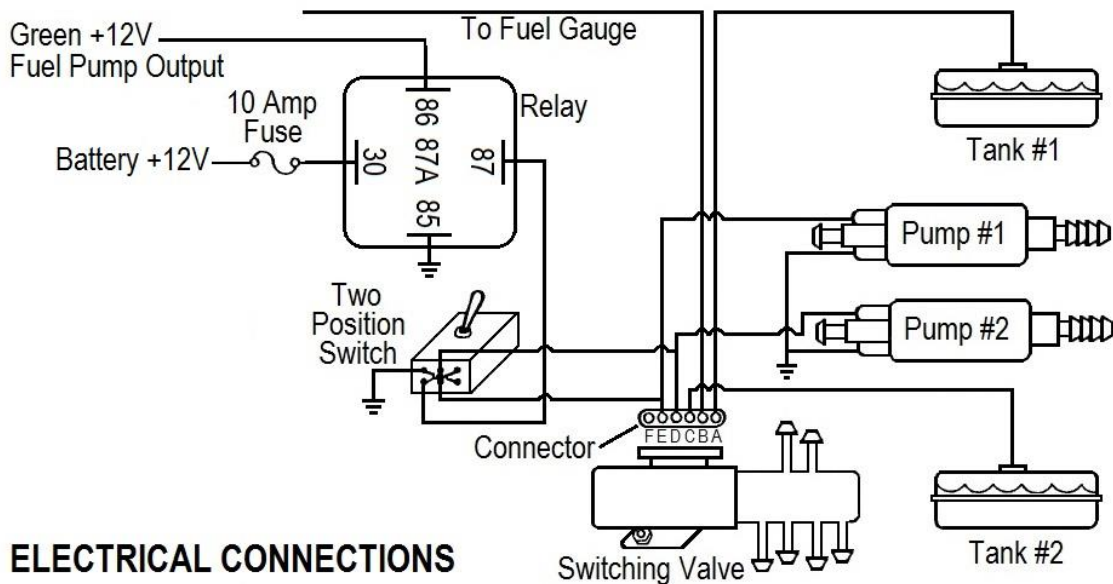 To Fuel Gauge
Green +12V
Fuel Pump Output
10 Amp
Fuse
Relay
86
Battery +12V
30
87A
87
85
Tank #1
Pump #1
Two
Position
Switch
Pump #2
Connector
FEDCBA
Switching Valve
Tank #2
ELECTRICAL CONNECTIONS